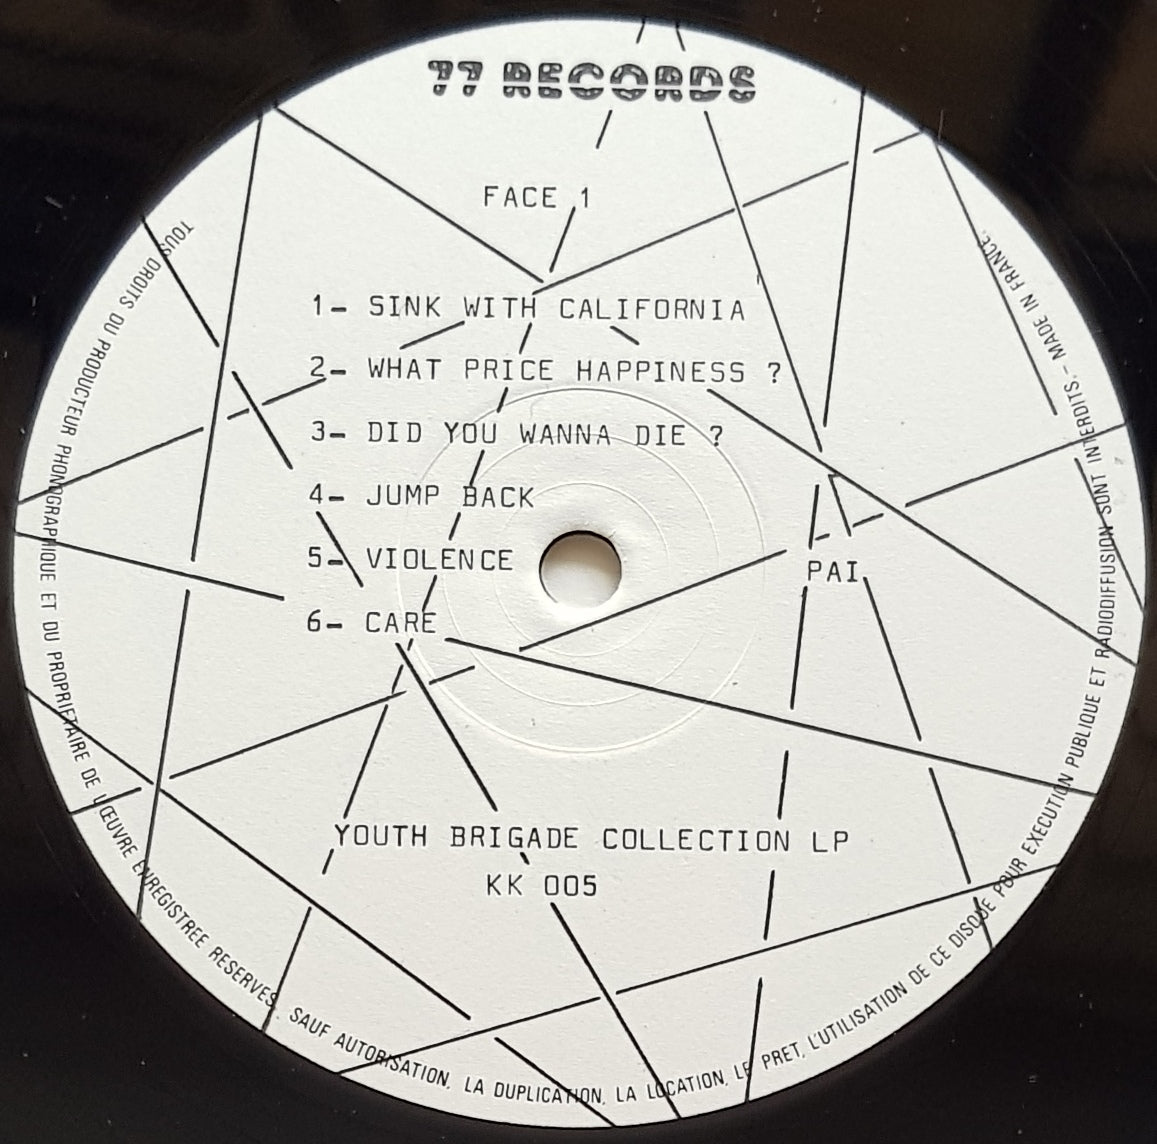 77 RECORDS
FACE 1
1- SINK WITH CALIFORNIA
2- WHAT PRICE HAPPINESS ?
3- DID YOU WANNA DIE ?
4- JUMP BACK
5- VIOLENCE
6- CARE
PAI
YOUTH BRIGADE COLLECTION LP
KK 005
TOUS DROITS DU PRODUCTEUR PHONOGRAPHIQUE ET DU PROPRIETAIRE DE L'ŒUVRE ENREGISTREE RESERVES. SAUF AUTORISATION, LA DUPLICATION, LA LOCATION, LE PRET, L'UTILISATION DE CE DISQUE POUR EXECUTION PUBLIQUE ET RADIODIFFUSION SONT INTERDITS. - MADE IN FRANCE.